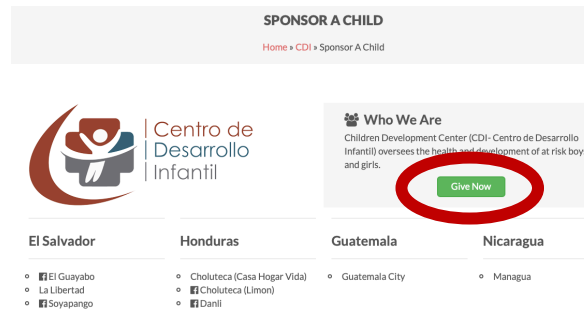 SPONSOR A CHILD
Home » CDI » Sponsor A Child
Centro de
Desarrollo
Infantil
Who We Are
Children Development Center (CDI- Centro de Desarrollo
Infantil) oversees the health and development of at risk boys
and girls.
Give Now
El Salvador
El Guayabo
La Libertad
Soyapango
Honduras
Choluteca (Casa Hogar Vida)
Choluteca (Limon)
Danli
Guatemala
Guatemala City
Nicaragua
Managua